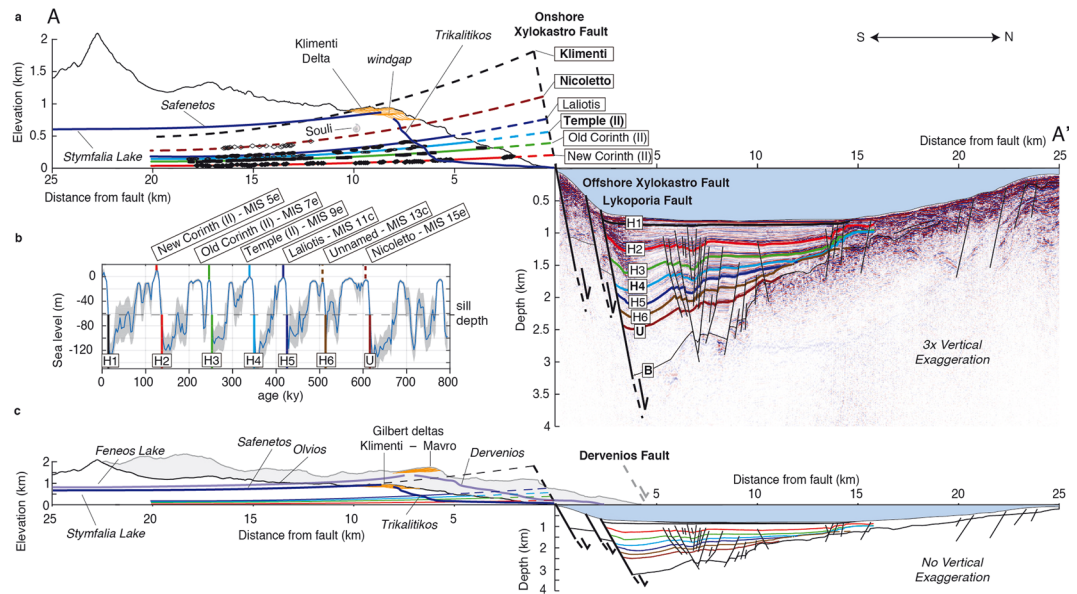 a
A
Onshore
Xylokastro Fault
S
N
Klimenti
Delta
windgap
Trikalitikos
Klimenti
Nicoletto
Laliotis
Temple (II)
Old Corinth (II)
New Corinth (II)
Safenetos
Souli
Stymfalia Lake
Elevation (km)
2
1.5
1
0.5
0
25
20
15
10
5
Distance from fault (km)
Distance from fault (km)
A'
5
10
15
20
25
Offshore Xylokastro Fault
Lykoporia Fault
H1
H2
H3
H4
H5
H6
U
B
Depth (km)
0.5
1
1.5
2
2.5
3
3.5
4
3x Vertical
Exaggeration
b
New Corinth (II) - MIS 5e
Old Corinth (II) - MIS 7e
Temple (II) - MIS 9e
Laliotis - MIS 11c
Unnamed - MIS 13c
Nicoletto - MIS 15e
Sea level (m)
0
-40
-80
-120
sill
depth
H1
H2
H3
H4
H5
H6
U
0
100
200
300
400
500
600
700
800
age (ky)
c
Gilbert deltas
Klimenti – Mavro
Feneos Lake
Safenetos
Olvios
Dervenios
Trikalitikos
Stymfalia Lake
Elevation (km)
2
1
0
25
20
15
10
5
Distance from fault (km)
Dervenios Fault
Distance from fault (km)
5
10
15
20
25
Depth (km)
1
2
3
4
No Vertical
Exaggeration